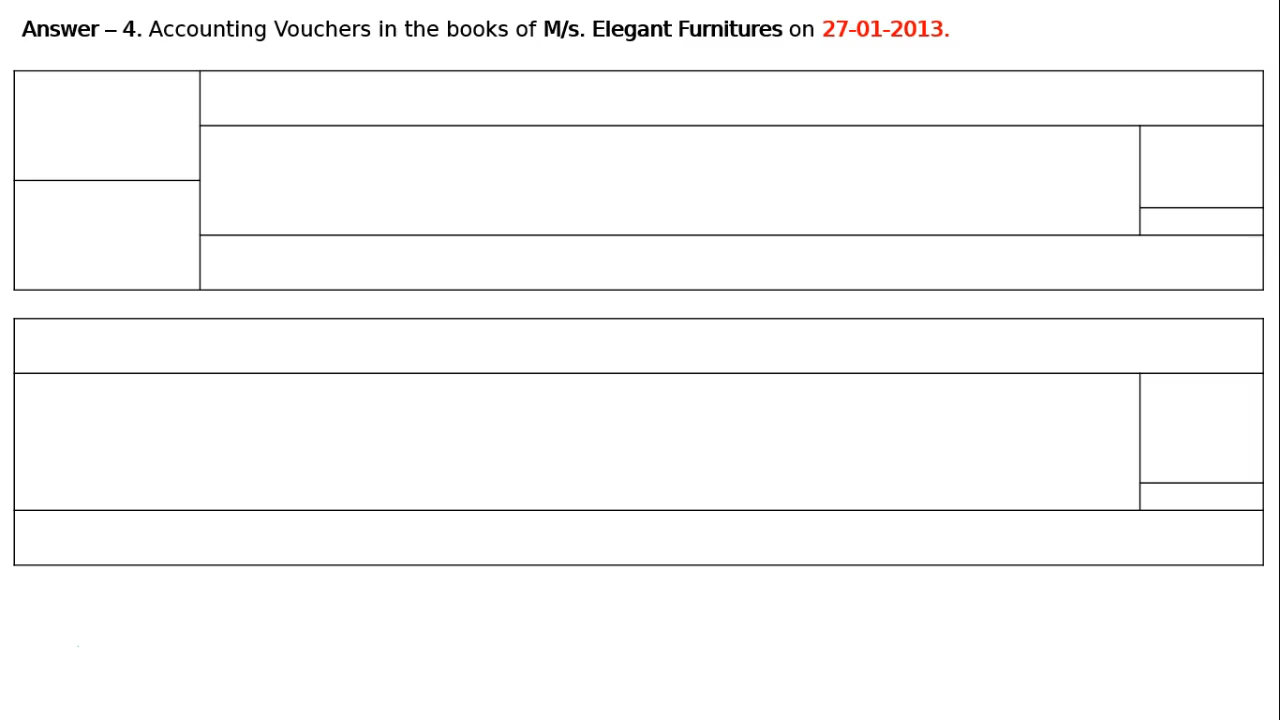 Answer – 4. Accounting Vouchers in the books of M/s. Elegant Furnitures on 27-01-2013.